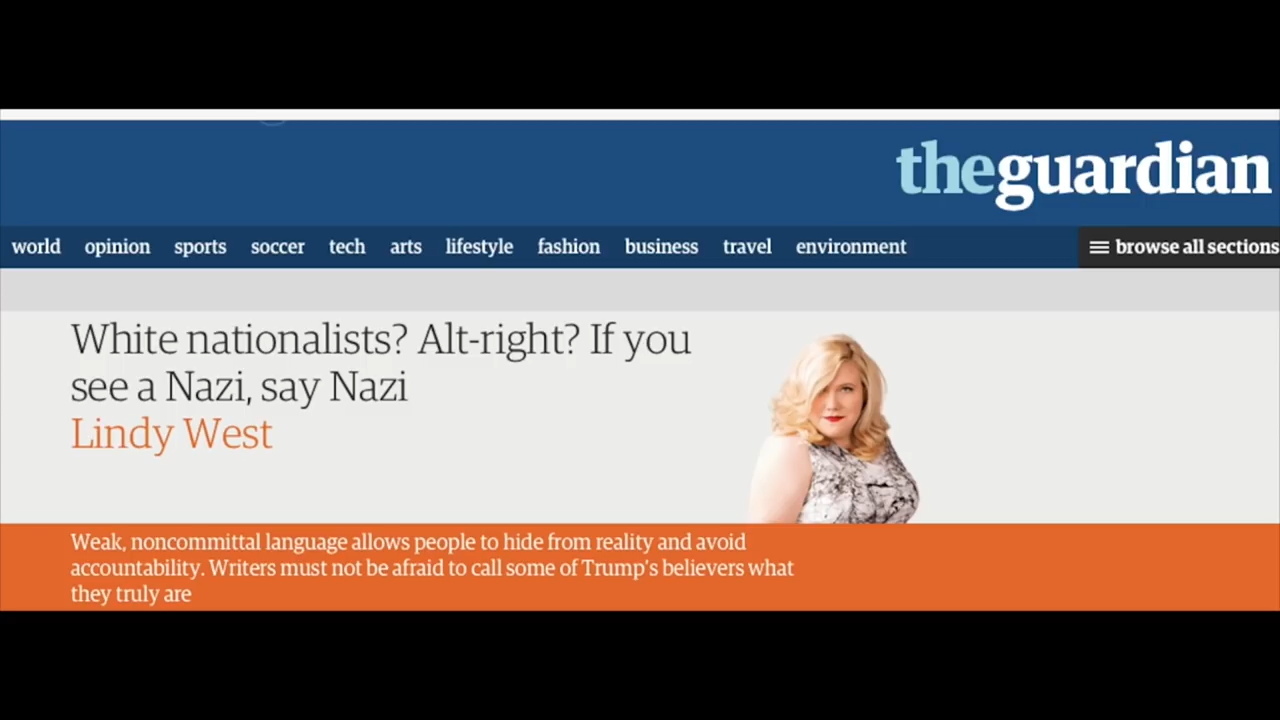 theguardian
world opinion sports soccer tech arts lifestyle fashion business travel environment browse all sections
White nationalists? Alt-right? If you
see a Nazi, say Nazi
Lindy West
Weak, noncommittal language allows people to hide from reality and avoid
accountability. Writers must not be afraid to call some of Trump's believers what
they truly are